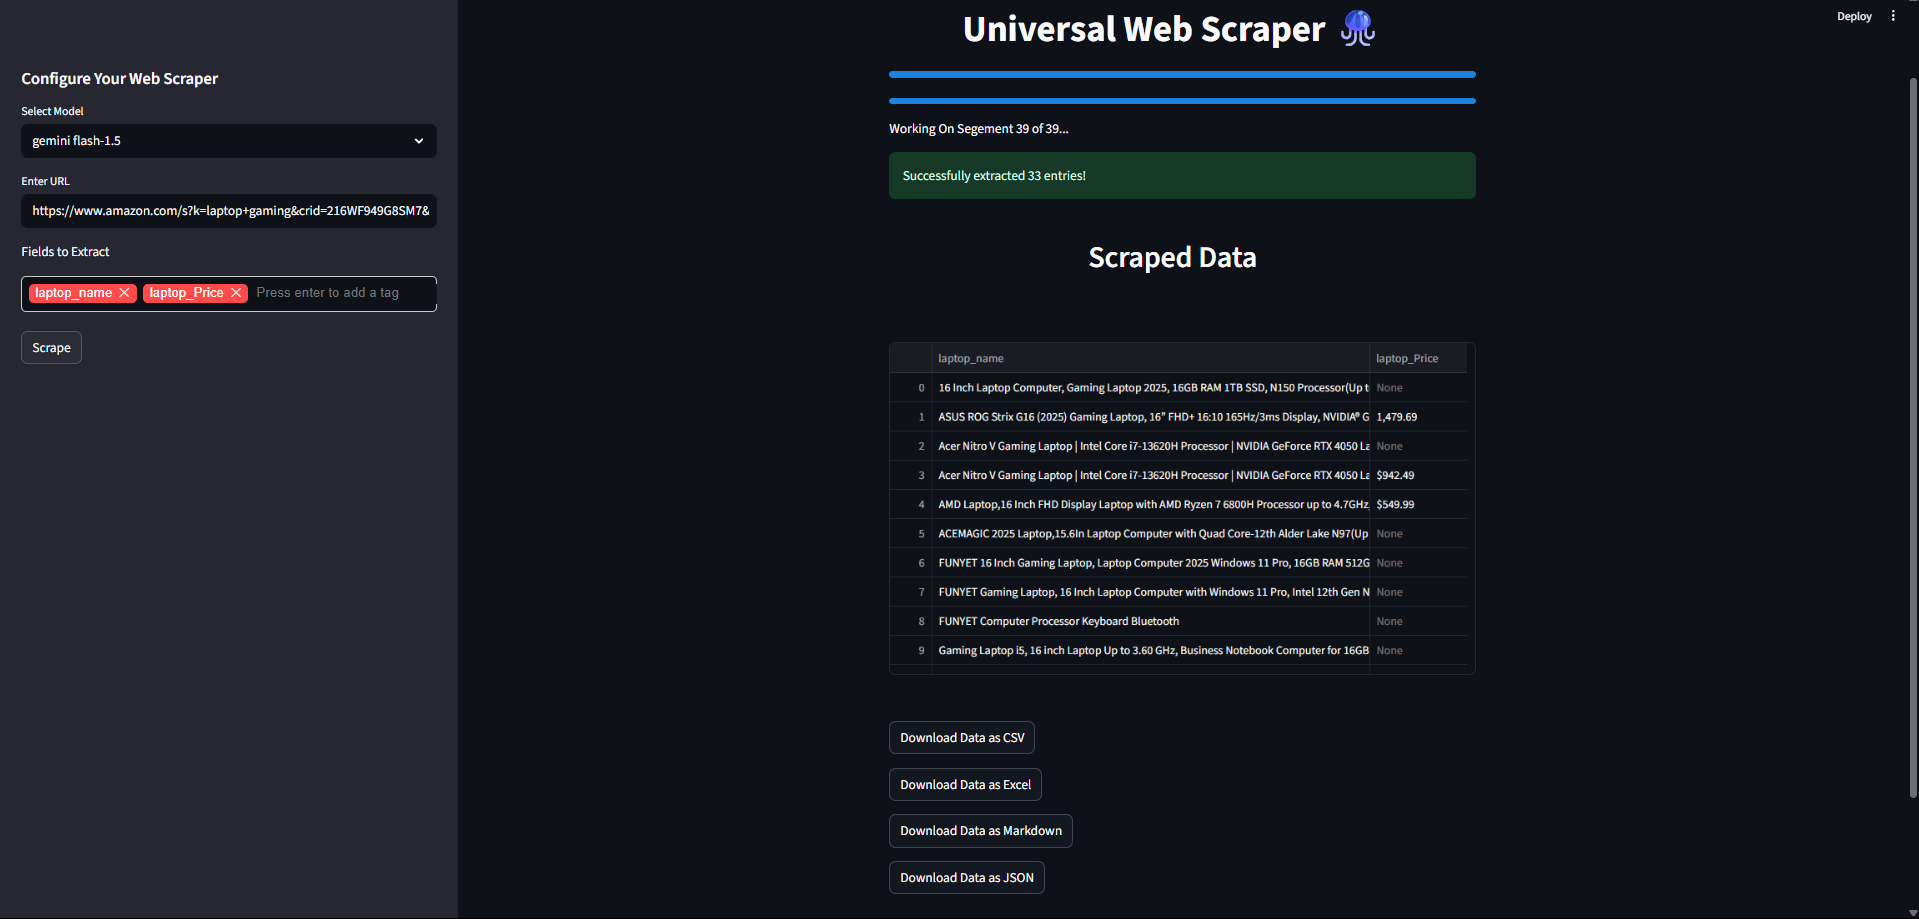 Deploy
Configure Your Web Scraper
Select Model
gemini flash-1.5
Enter URL
https://www.amazon.com/s?k=laptop+gaming&crid=216WF949G8SM7&
Fields to Extract
laptop_name
laptop_Price
Press enter to add a tag
Scrape
Universal Web Scraper
Working On Segement 39 of 39...
Successfully extracted 33 entries!
Scraped Data
laptop_name laptop_Price
0 16 Inch Laptop Computer, Gaming Laptop 2025, 16GB RAM 1TB SSD, N150 Processor(Up t None
1 ASUS ROG Strix G16 (2025) Gaming Laptop, 16” FHD+ 16:10 165Hz/3ms Display, NVIDIA® G 1,479.69
2 Acer Nitro V Gaming Laptop | Intel Core i7-13620H Processor | NVIDIA GeForce RTX 4050 La None
3 Acer Nitro V Gaming Laptop | Intel Core i7-13620H Processor | NVIDIA GeForce RTX 4050 La $942.49
4 AMD Laptop,16 Inch FHD Display Laptop with AMD Ryzen 7 6800H Processor up to 4.7GHz, $549.99
5 ACEMAGIC 2025 Laptop,15.6In Laptop Computer with Quad Core-12th Alder Lake N97(Up None
6 FUNYET 16 Inch Gaming Laptop, Laptop Computer 2025 Windows 11 Pro, 16GB RAM 512G None
7 FUNYET Gaming Laptop, 16 Inch Laptop Computer with Windows 11 Pro, Intel 12th Gen N None
8 FUNYET Computer Processor Keyboard Bluetooth None
9 Gaming Laptop i5, 16 inch Laptop Up to 3.60 GHz, Business Notebook Computer for 16GB None
Download Data as CSV
Download Data as Excel
Download Data as Markdown
Download Data as JSON